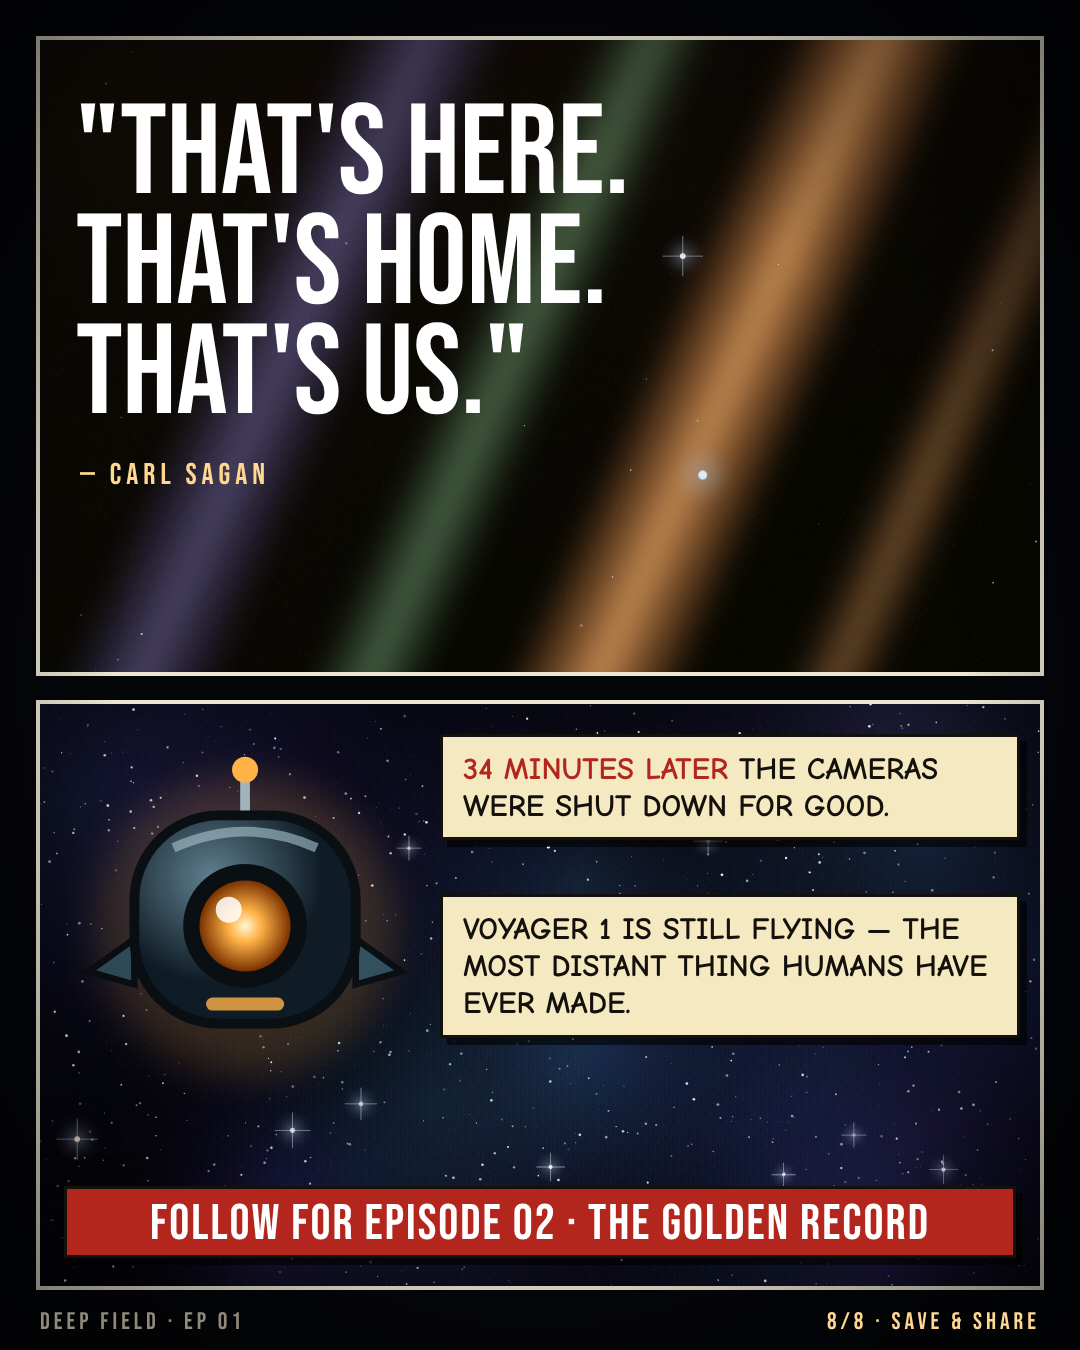 "THAT'S HERE.
THAT'S HOME.
THAT'S US."
— CARL SAGAN
34 MINUTES LATER THE CAMERAS
WERE SHUT DOWN FOR GOOD.
VOYAGER 1 IS STILL FLYING — THE
MOST DISTANT THING HUMANS HAVE
EVER MADE.
FOLLOW FOR EPISODE 02 · THE GOLDEN RECORD
DEEP FIELD · EP 01
8/8 · SAVE & SHARE